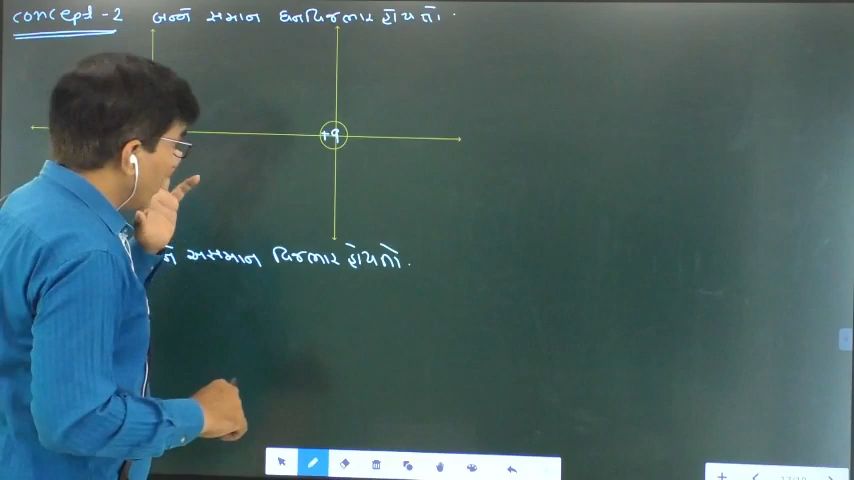 concept-2 બન્ને સમાન ઘનવિજભાર હોય તો.
+q
અસમાન વિજભાર હોય તો.